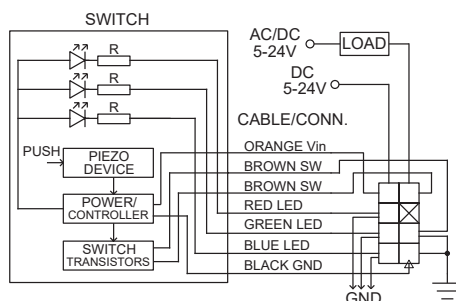 SWITCH
R
R
R
PUSH
PIEZO
DEVICE
POWER/
CONTROLLER
SWITCH
TRANSISTORS
AC/DC
5-24V
LOAD
DC
5-24V
CABLE/CONN.
ORANGE Vin
BROWN SW
BROWN SW
RED LED
GREEN LED
BLUE LED
BLACK GND
GND